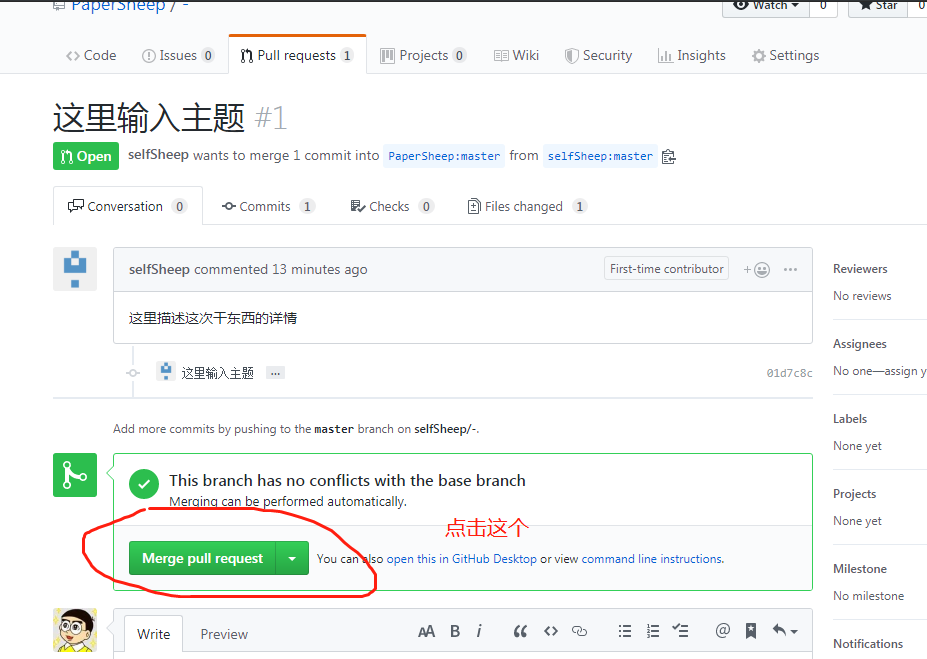 PaperSheep / -
Watch 0 Star 0
Code Issues 0 Pull requests 1 Projects 0 Wiki Security Insights Settings
这里输入主题 #1
Open selfSheep wants to merge 1 commit into PaperSheep:master from selfSheep:master
Conversation 0 Commits 1 Checks 0 Files changed 1
selfSheep commented 13 minutes ago First-time contributor
这里描述这次干东西的详情
这里输入主题 ... 01d7c8c
Add more commits by pushing to the master branch on selfSheep/-.
This branch has no conflicts with the base branch
Merging can be performed automatically.
点击这个
Merge pull request You can also open this in GitHub Desktop or view command line instructions.
Write Preview
AA B i
Reviewers
No reviews
Assignees
No one—assign y
Labels
None yet
Projects
None yet
Milestone
No milestone
Notifications